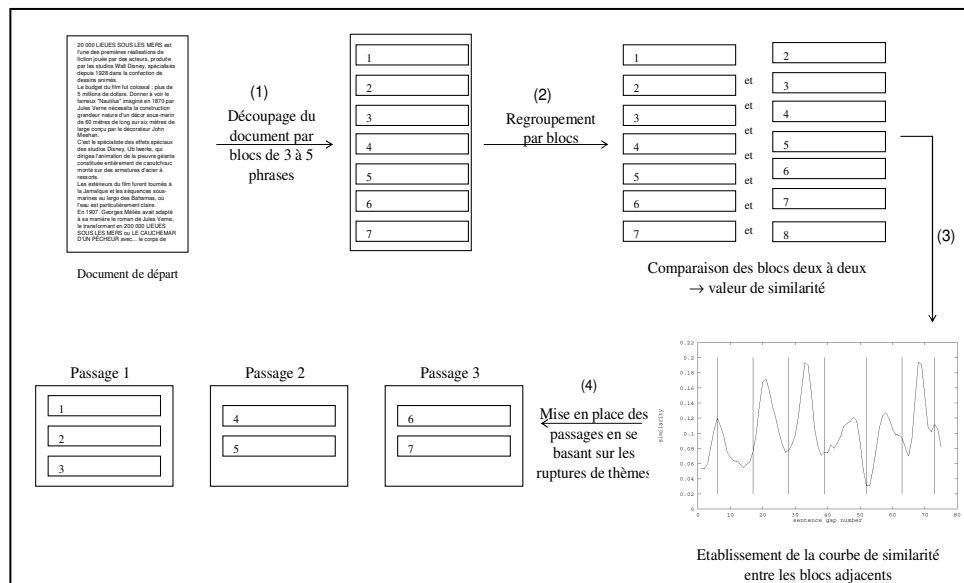 20 000 LIEUES SOUS LES MERS est
l'une des premières réalisations de
fiction jouée par des acteurs, produite
par les studios Walt Disney, spécialisés
depuis 1928 dans la confection de
dessins animés.
Le budget du film fut colossal : plus de
5 millions de dollars. Donner à voir le
fameux "Nautilus" imaginé en 1870 par
Jules Verne nécessita la construction
grandeur nature d'un décor sous-marin
de 60 mètres de long sur six mètres de
large conçu par le décorateur John
Meehan.
C'est le spécialiste des effets spéciaux
des studios Disney, Ub Iwerks, qui
dirigea l'animation de la pieuvre géante
constituée entièrement de caoutchouc
monté sur des armatures d'acier à
ressorts.
Les extérieurs du film furent tournés à
la Jamaïque et les séquences sous-
marines au largo des Bahamas, où
l'eau est particulièrement claire.
En 1907. Georges Méliès avait adapté
à sa manière le roman de Jules Verne,
le transformant en 200 000 LIEUES
SOUS LES MERS ou LE CAUCHEMAR
D'UN PÊCHEUR avec... le corps de
Document de départ
(1)
Découpage du
document par
blocs de 3 à 5
phrases
1
2
3
4
5
6
7
(2)
Regroupement
par blocs
1
et
2
2
et
3
3
et
4
4
et
5
5
et
6
6
et
7
7
et
8
Comparaison des blocs deux à deux
→ valeur de similarité
(3)
0.22
0.2
0.18
0.16
0.14
0.12
0.1
0.08
0.06
0.04
0.02
0
similarity
0 10 20 30 40 50 60 70 80
sentence gap number
Etablissement de la courbe de similarité
entre les blocs adjacents
(4)
Mise en place des
passages en se
basant sur les
ruptures de thèmes
Passage 1
1
2
3
Passage 2
4
5
Passage 3
6
7